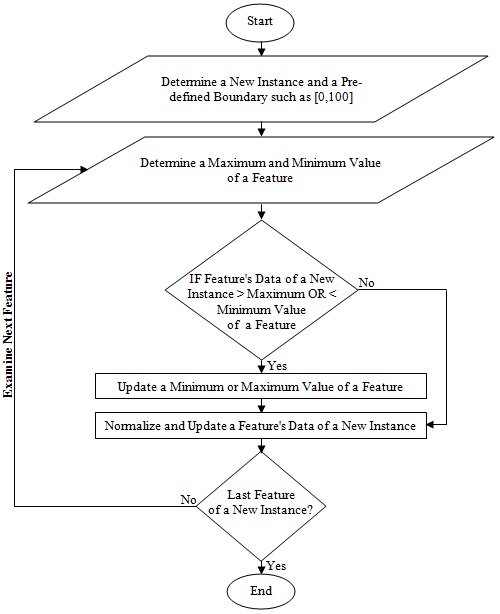 Start
Determine a New Instance and a Pre-
defined Boundary such as [0,100]
Determine a Maximum and Minimum Value
of a Feature
IF Feature's Data of a New
Instance > Maximum OR <
Minimum Value
of a Feature
No
Yes
Update a Minimum or Maximum Value of a Feature
Normalize and Update a Feature's Data of a New Instance
Last Feature
of a New Instance?
No
Examine Next Feature
Yes
End